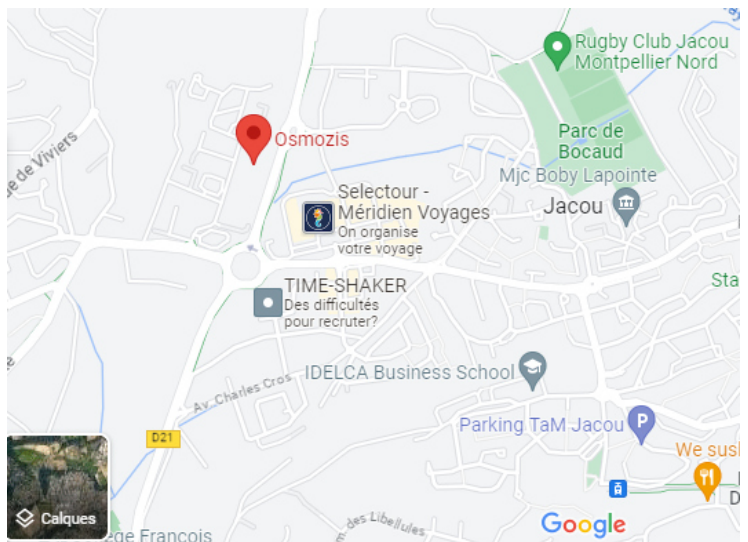 Rugby Club Jacou
Montpellier Nord
Osmozis
Parc de
Bocaud
de Viviers
Mjc Boby Lapointe
Selectour -
Méridien Voyages
On organise
votre voyage
Jacou
Sta
TIME-SHAKER
Des difficultés
pour recruter?
IDELCA Business School
Av. Charles Cros
Parking TaM Jacou
P
D21
We sus
Calques
ège François
des Libellules
Google
D